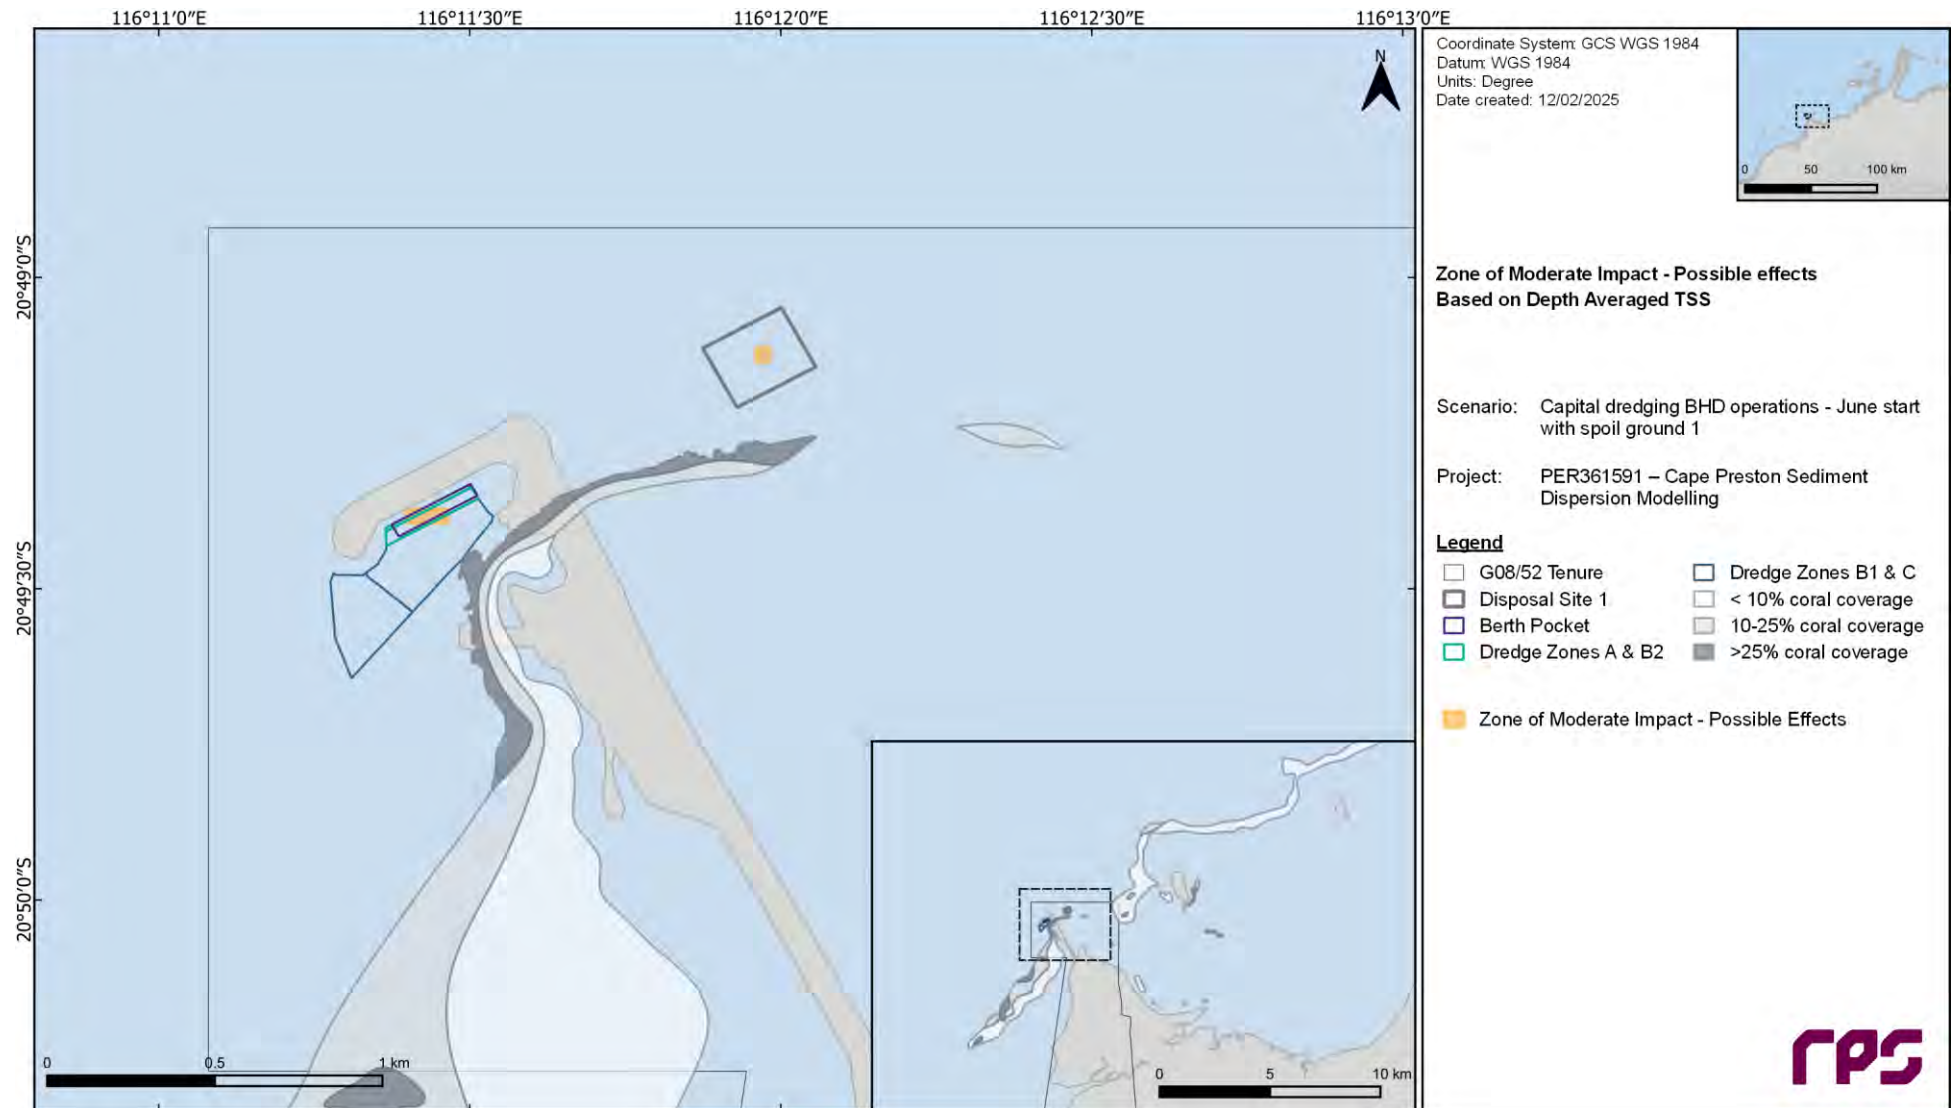 116°11′0″E 116°11′30″E 116°12′0″E 116°12′30″E 116°13′0″E
20°49′0″S
20°49′30″S
20°50′0″S
N
0 0.5 1 km
0 5 10 km
Coordinate System: GCS WGS 1984
Datum: WGS 1984
Units: Degree
Date created: 12/02/2025
0 50 100 km
Zone of Moderate Impact - Possible effects
Based on Depth Averaged TSS
Scenario: Capital dredging BHD operations - June start
with spoil ground 1
Project: PER361591 – Cape Preston Sediment
Dispersion Modelling
Legend
G08/52 Tenure
Disposal Site 1
Berth Pocket
Dredge Zones A & B2
Dredge Zones B1 & C
< 10% coral coverage
10-25% coral coverage
>25% coral coverage
Zone of Moderate Impact - Possible Effects
rps